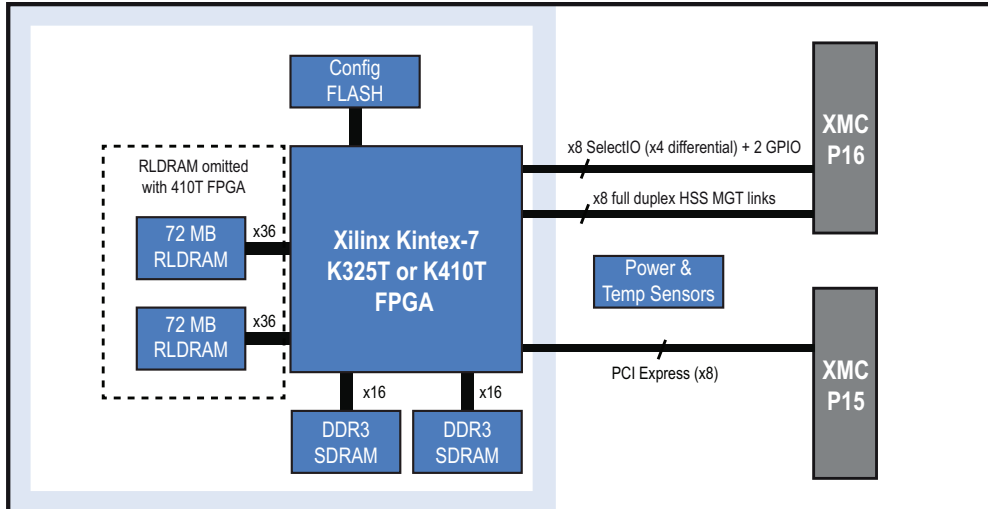 Config
FLASH
RLDRAM omitted
with 410T FPGA
72 MB
RLDRAM
x36
72 MB
RLDRAM
x36
Xilinx Kintex-7
K325T or K410T
FPGA
x16
x16
DDR3
SDRAM
DDR3
SDRAM
x8 SelectIO (x4 differential) + 2 GPIO
x8 full duplex HSS MGT links
XMC
P16
Power &
Temp Sensors
PCI Express (x8)
XMC
P15